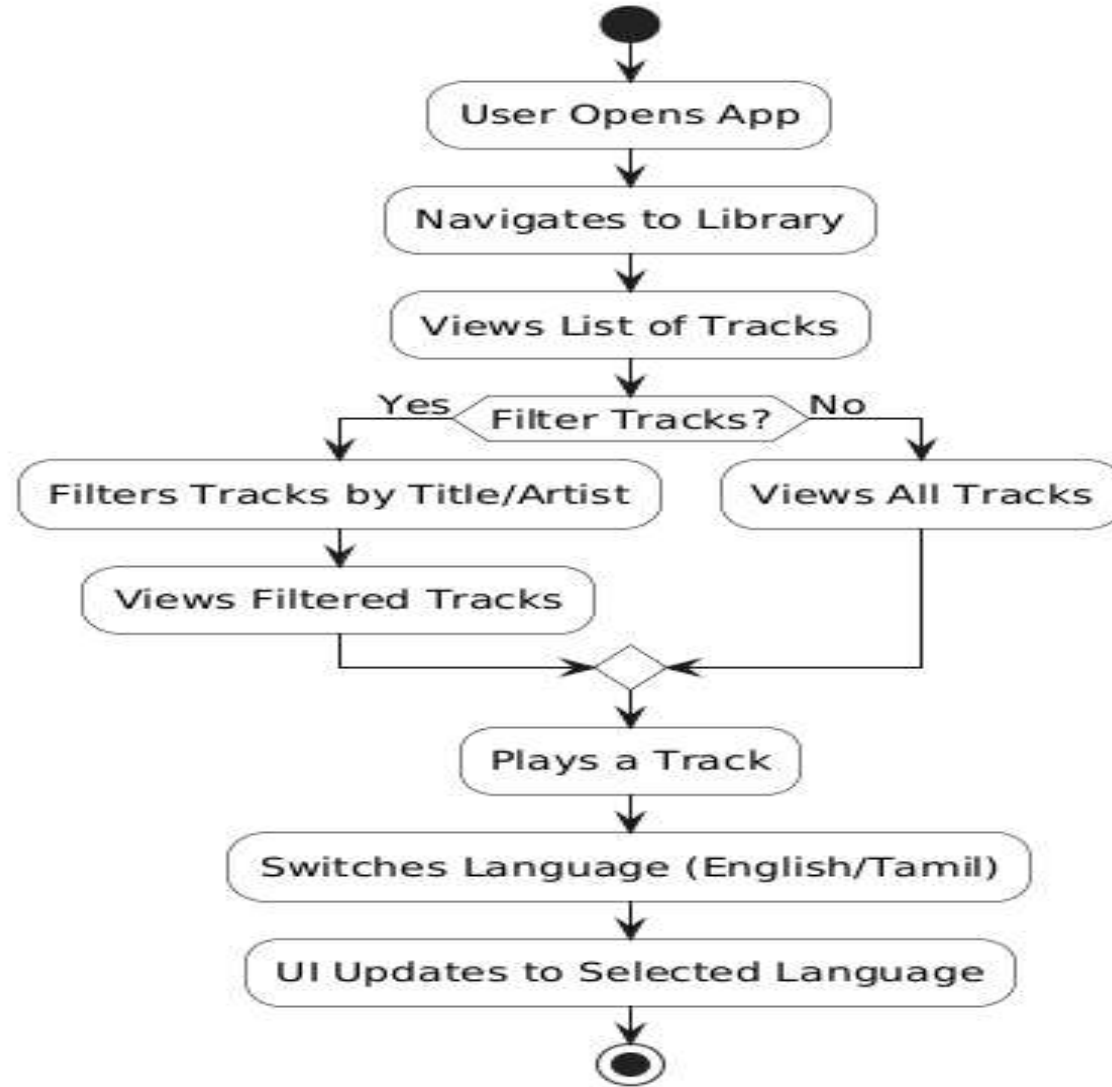 User Opens App
Navigates to Library
Views List of Tracks
Yes
Filter Tracks?
No
Filters Tracks by Title/Artist
Views All Tracks
Views Filtered Tracks
Plays a Track
Switches Language (English/Tamil)
UI Updates to Selected Language